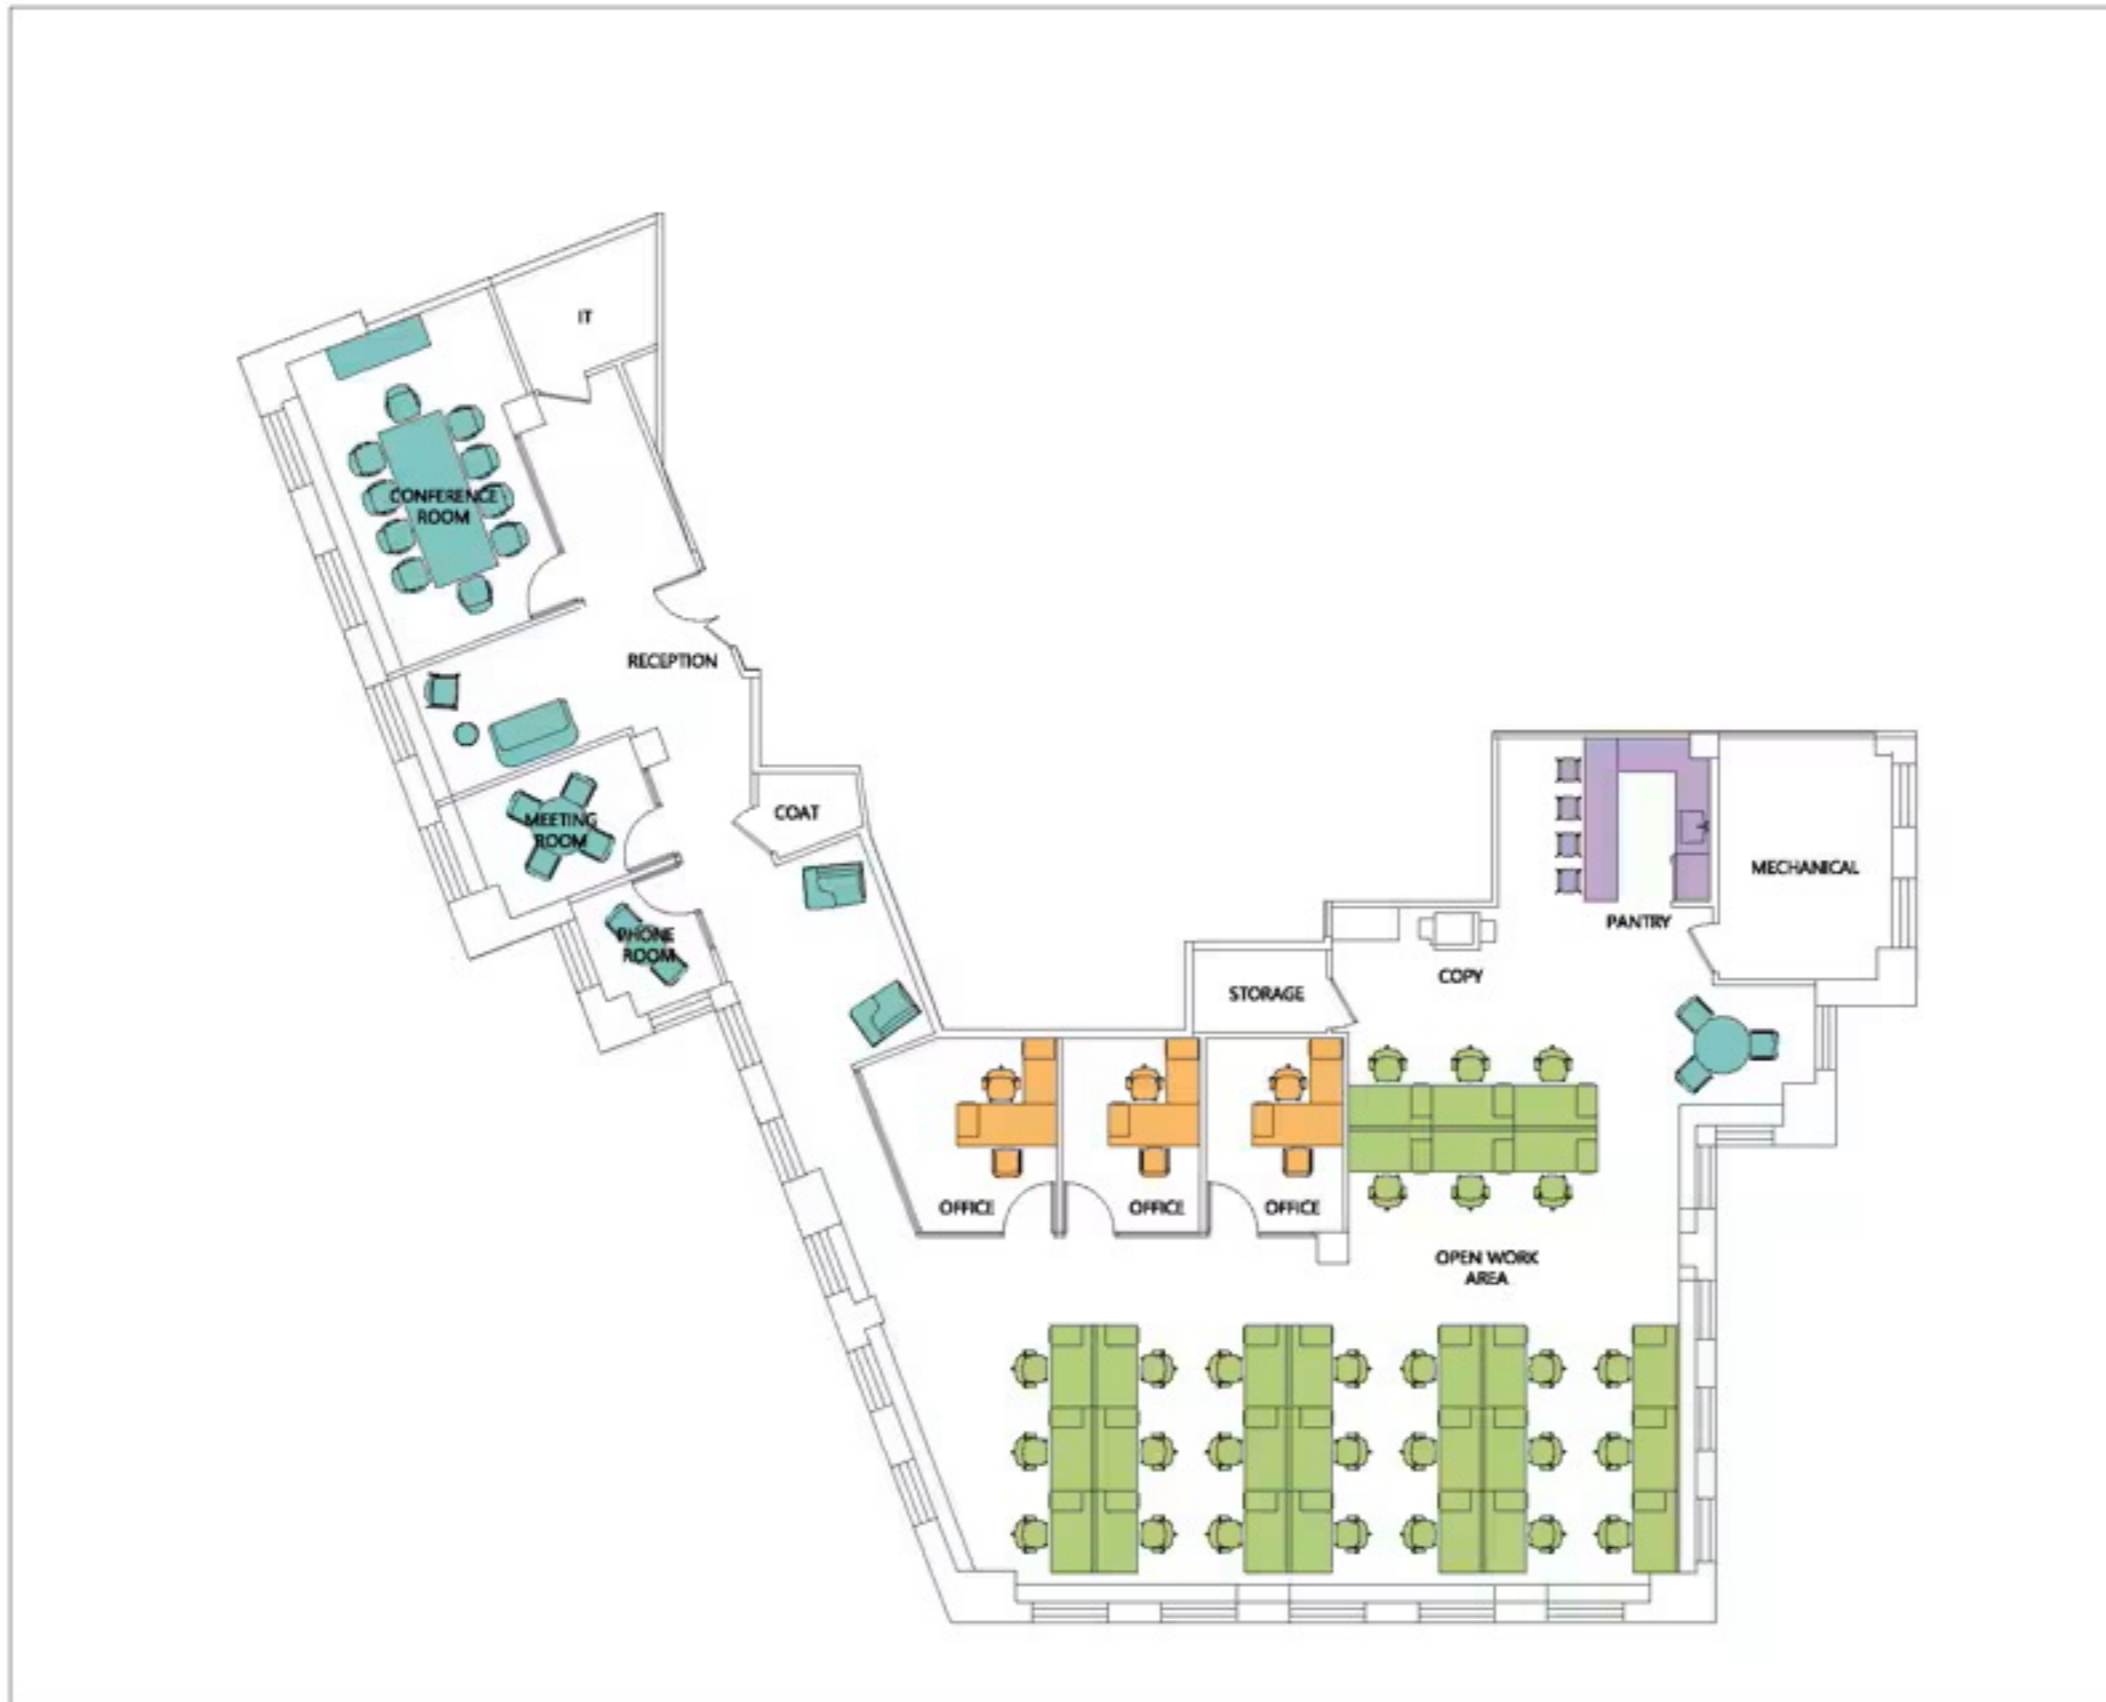 IT
CONFERENCE
ROOM
RECEPTION
MEETING
ROOM
COAT
PHONE
ROOM
MECHANICAL
PANTRY
COPY
STORAGE
OFFICE
OFFICE
OFFICE
OPEN WORK
AREA